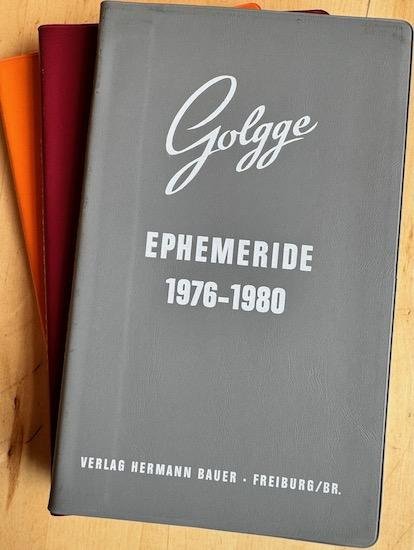 Golgge
EPHEMERIDE
1976-1980
VERLAG HERMANN BAUER · FREIBURG/BR.